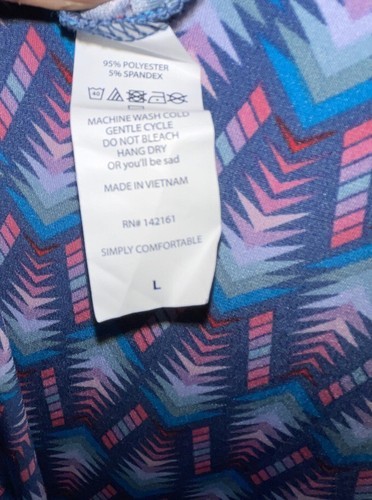 95% POLYESTER
5% SPANDEX
MACHINE WASH COLD
GENTLE CYCLE
DO NOT BLEACH
HANG DRY
OR you'll be sad
MADE IN VIETNAM
RN# 142161
SIMPLY COMFORTABLE
L